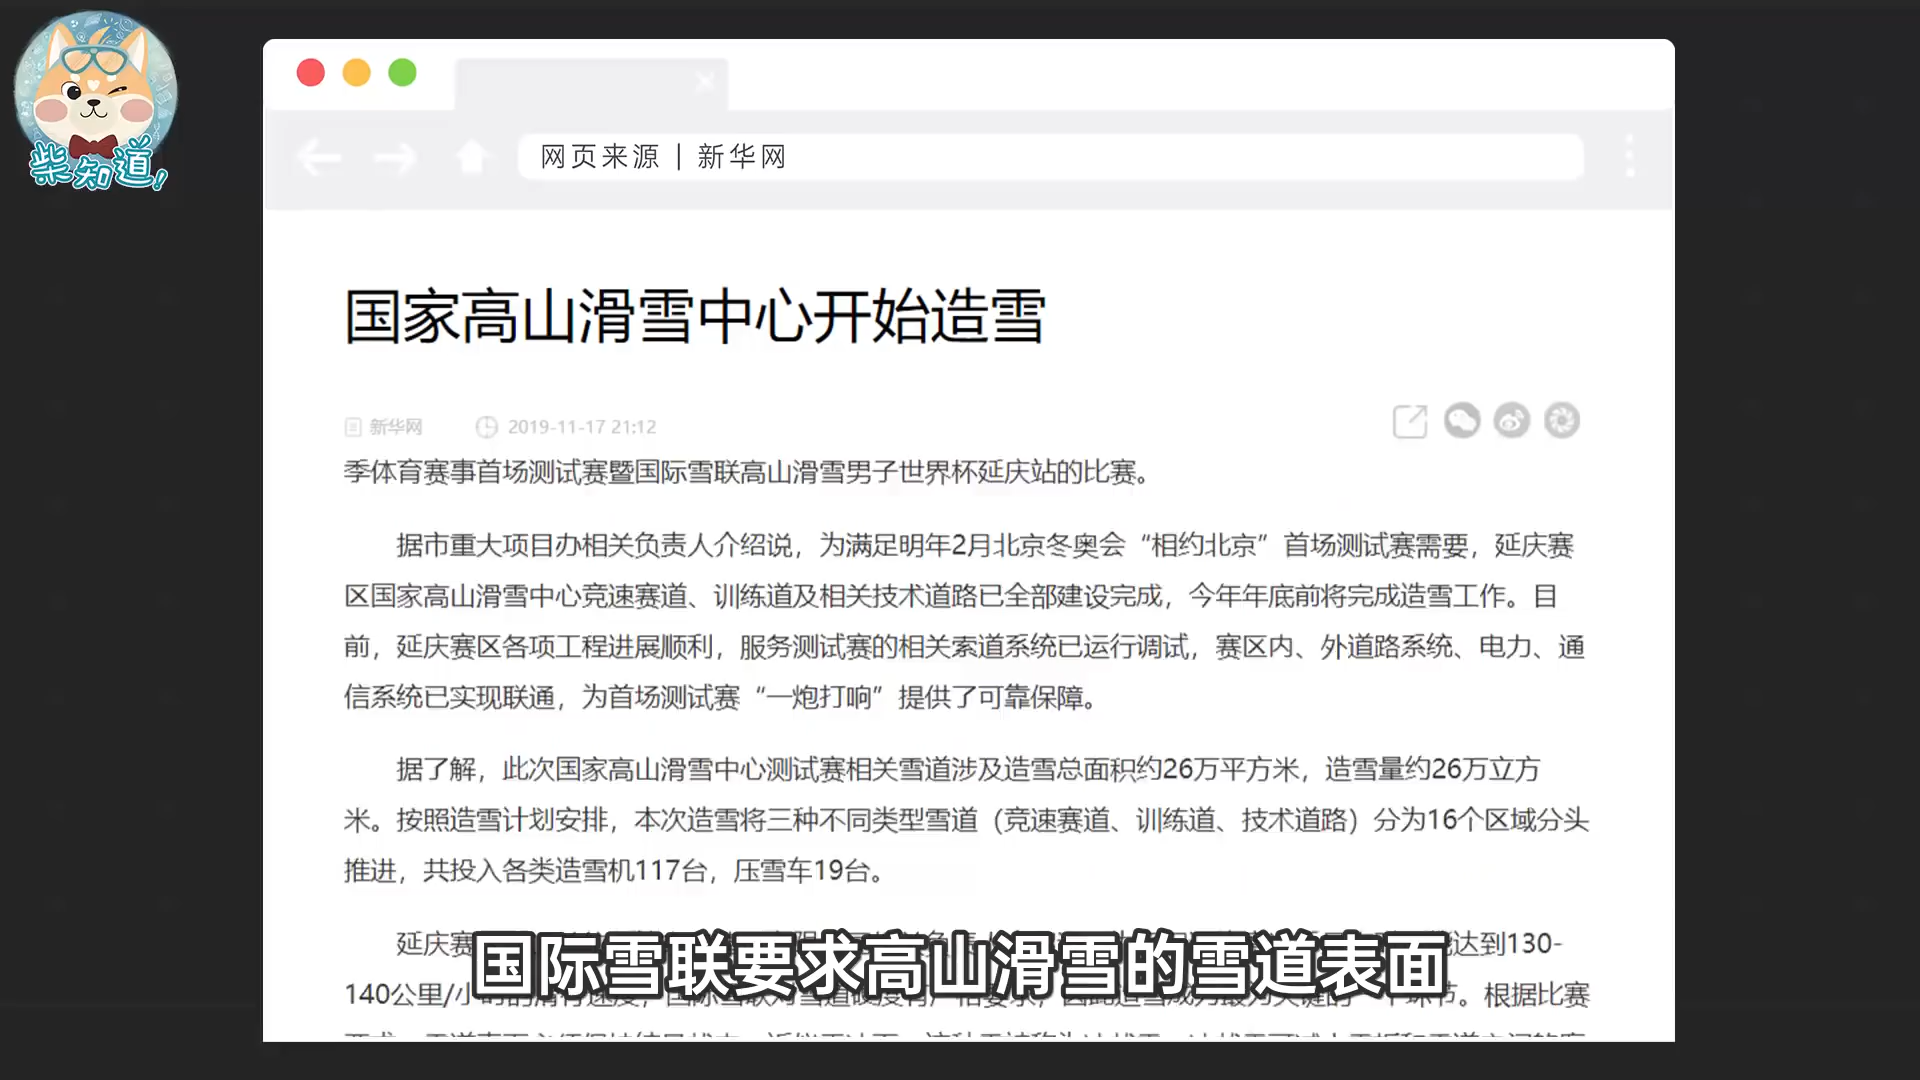 柴知道!
网页来源 | 新华网
国家高山滑雪中心开始造雪
新华网 2019-11-17 21:12
季体育赛事首场测试赛暨国际雪联高山滑雪男子世界杯延庆站的比赛。
据市重大项目办相关负责人介绍说，为满足明年2月北京冬奥会“相约北京”首场测试赛需要，延庆赛
区国家高山滑雪中心竞速赛道、训练道及相关技术道路已全部建设完成，今年年底前将完成造雪工作。目
前，延庆赛区各项工程进展顺利，服务测试赛的相关索道系统已运行调试，赛区内、外道路系统、电力、通
信系统已实现联通，为首场测试赛“一炮打响”提供了可靠保障。
据了解，此次国家高山滑雪中心测试赛相关雪道涉及造雪总面积约26万平方米，造雪量约26万立方
米。按照造雪计划安排，本次造雪将三种不同类型雪道（竞速赛道、训练道、技术道路）分为16个区域分头
推进，共投入各类造雪机117台，压雪车19台。
延庆赛 达到130-
国际雪联要求高山滑雪的雪道表面
140公里/ 。根据比赛